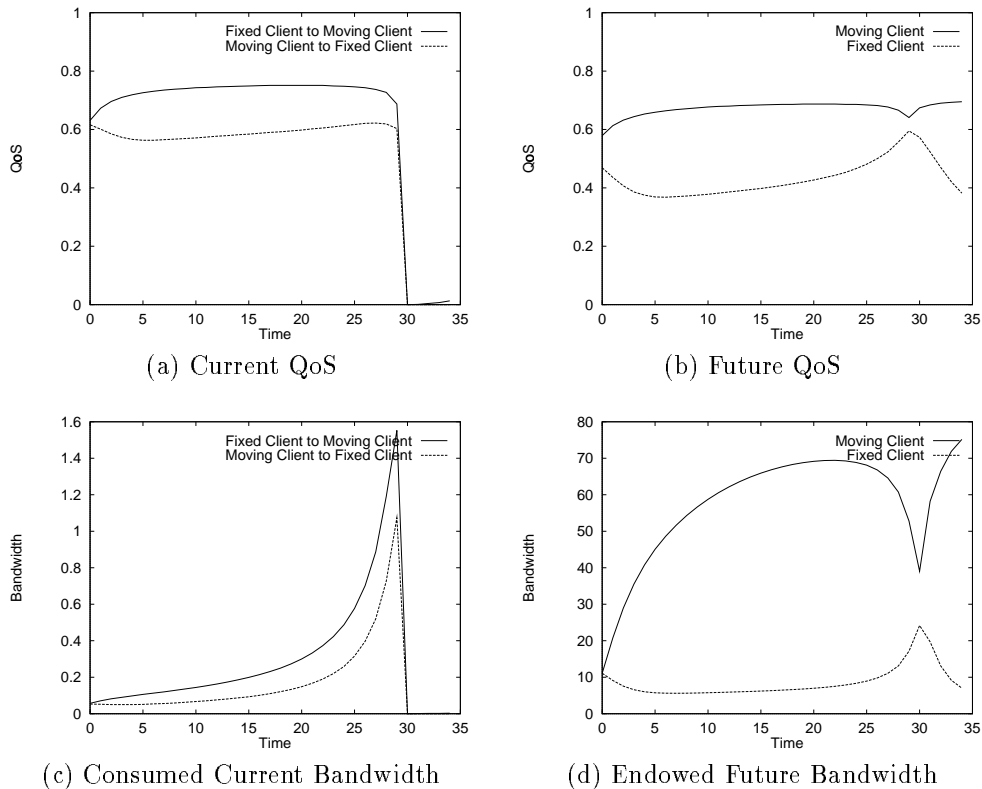 1
0.8
0.6
0.4
0.2
0
QoS
Fixed Client to Moving Client
Moving Client to Fixed Client
0 5 10 15 20 25 30 35
Time
(a) Current QoS
1
0.8
0.6
0.4
0.2
0
QoS
Moving Client
Fixed Client
0 5 10 15 20 25 30 35
Time
(b) Future QoS
1.6
1.4
1.2
1
0.8
0.6
0.4
0.2
0
Bandwidth
Fixed Client to Moving Client
Moving Client to Fixed Client
0 5 10 15 20 25 30 35
Time
(c) Consumed Current Bandwidth
80
70
60
50
40
30
20
10
0
Bandwidth
Moving Client
Fixed Client
0 5 10 15 20 25 30 35
Time
(d) Endowed Future Bandwidth